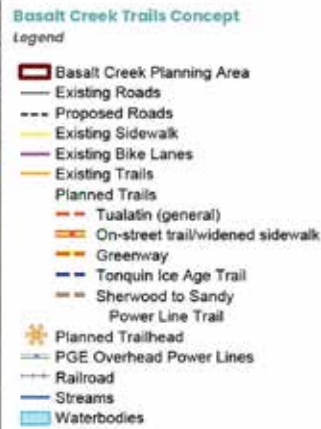 Basalt Creek Trails Concept
Legend
Basalt Creek Planning Area
Existing Roads
Proposed Roads
Existing Sidewalk
Existing Bike Lanes
Existing Trails
Planned Trails
Tualatin (general)
On-street trail/widened sidewalk
Greenway
Tonquin Ice Age Trail
Sherwood to Sandy
Power Line Trail
Planned Trailhead
PGE Overhead Power Lines
Railroad
Streams
Waterbodies